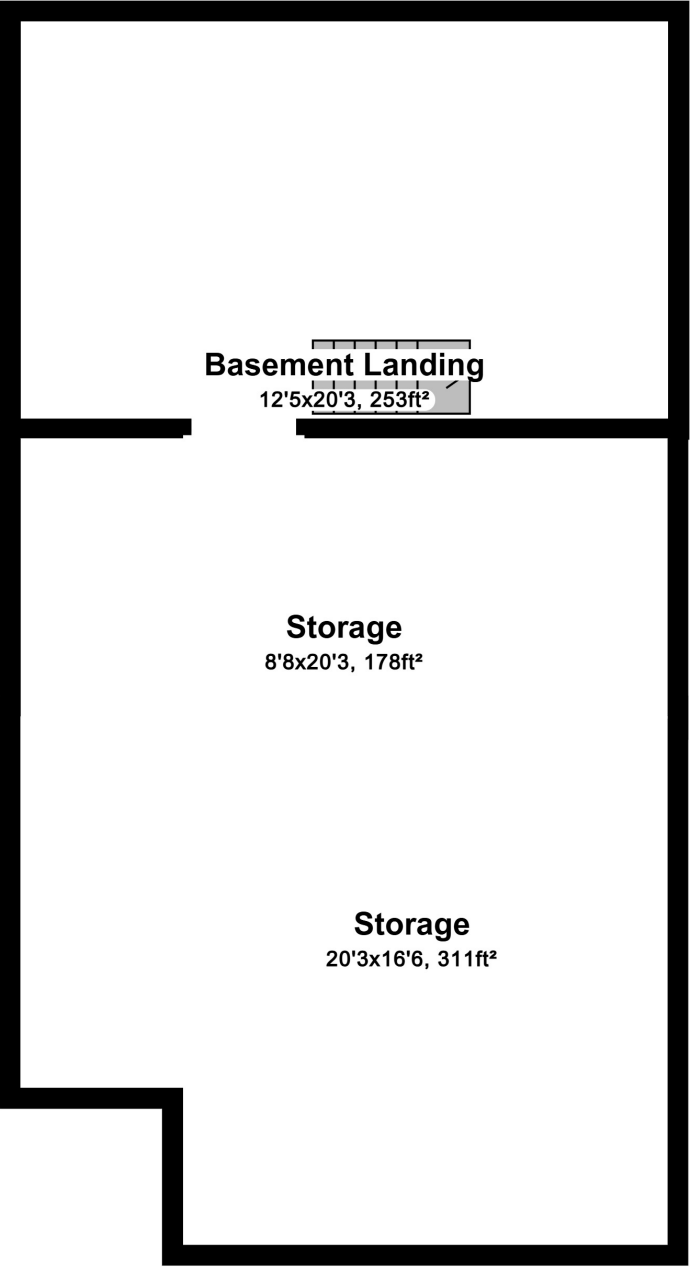 Basement Landing
12'5x20'3, 253ft²
Storage
8'8x20'3, 178ft²
Storage
20'3x16'6, 311ft²